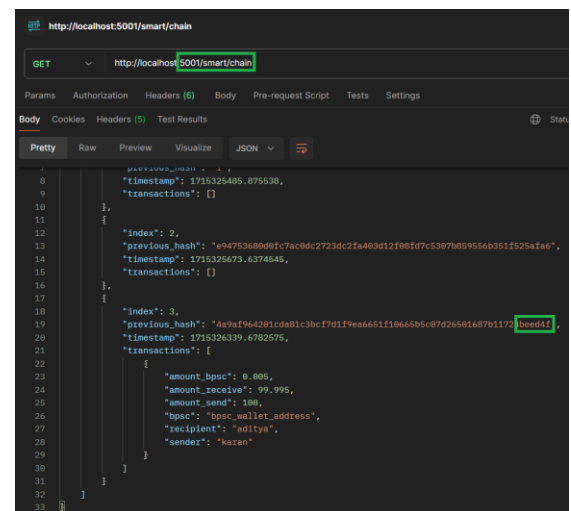 HTTP http://localhost:5001/smart/chain
GET http://localhost:5001/smart/chain
Params Authorization Headers (6) Body Pre-request Script Tests Settings
Body Cookies Headers (5) Test Results Statu
Pretty Raw Preview Visualize JSON
8 "timestamp": 1715325485.875538,
9 "transactions": []
10 },
11 {
12 "index": 2,
13 "previous_hash": "e94753680d0fc7ac0dc2723dc2fa403d12f08fd7c5307b859556b351f525afa6",
14 "timestamp": 1715325673.6374545,
15 "transactions": []
16 },
17 {
18 "index": 3,
19 "previous_hash": "4a9af964201cda81c3bcf7d1f9ea6651f10665b5c07d26501687b1172beed4f",
20 "timestamp": 1715326339.6782575,
21 "transactions": [
22 {
23 "amount_bpsc": 0.005,
24 "amount_receive": 99.995,
25 "amount_send": 100,
26 "bpsc": "bpsc_wallet_address",
27 "recipient": "aditya",
28 "sender": "karan"
29 }
30 ]
31 }
32 ]
33 }